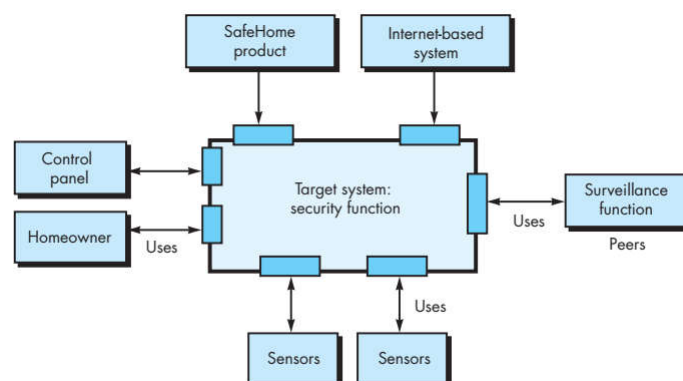 SafeHome
product
Internet-based
system
Control
panel
Target system:
security function
Surveillance
function
Homeowner
Uses
Uses
Peers
Uses
Sensors
Sensors